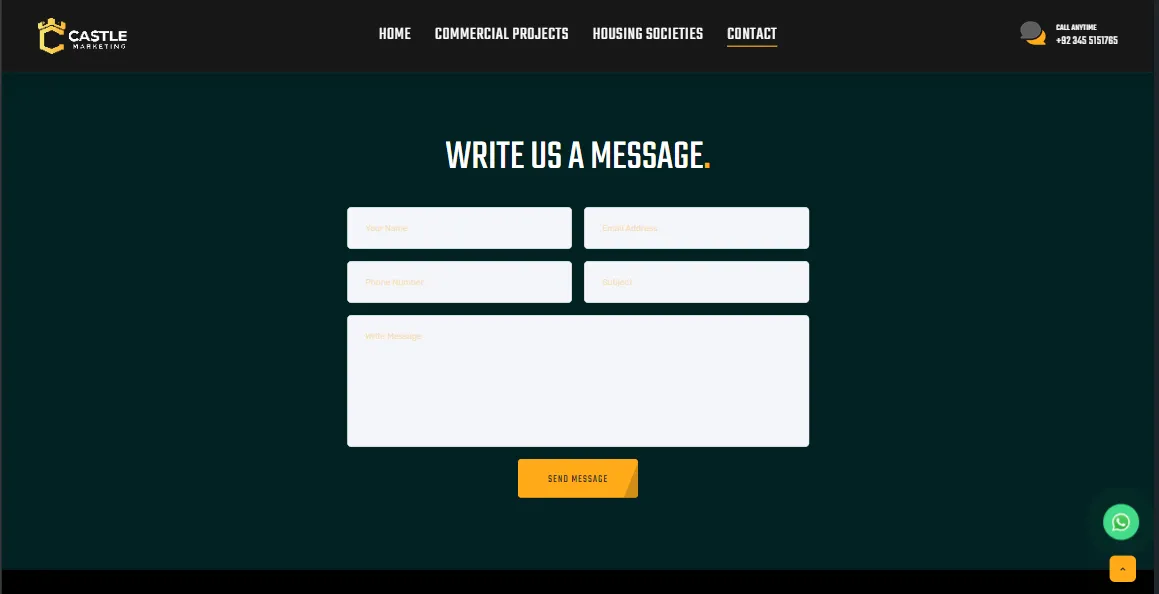 CASTLE
MARKETING
HOME COMMERCIAL PROJECTS HOUSING SOCIETIES CONTACT
CALL ANYTIME
+92 345 5151765
WRITE US A MESSAGE.
Your Name
Email Address
Phone Number
Subject
Write Message
SEND MESSAGE